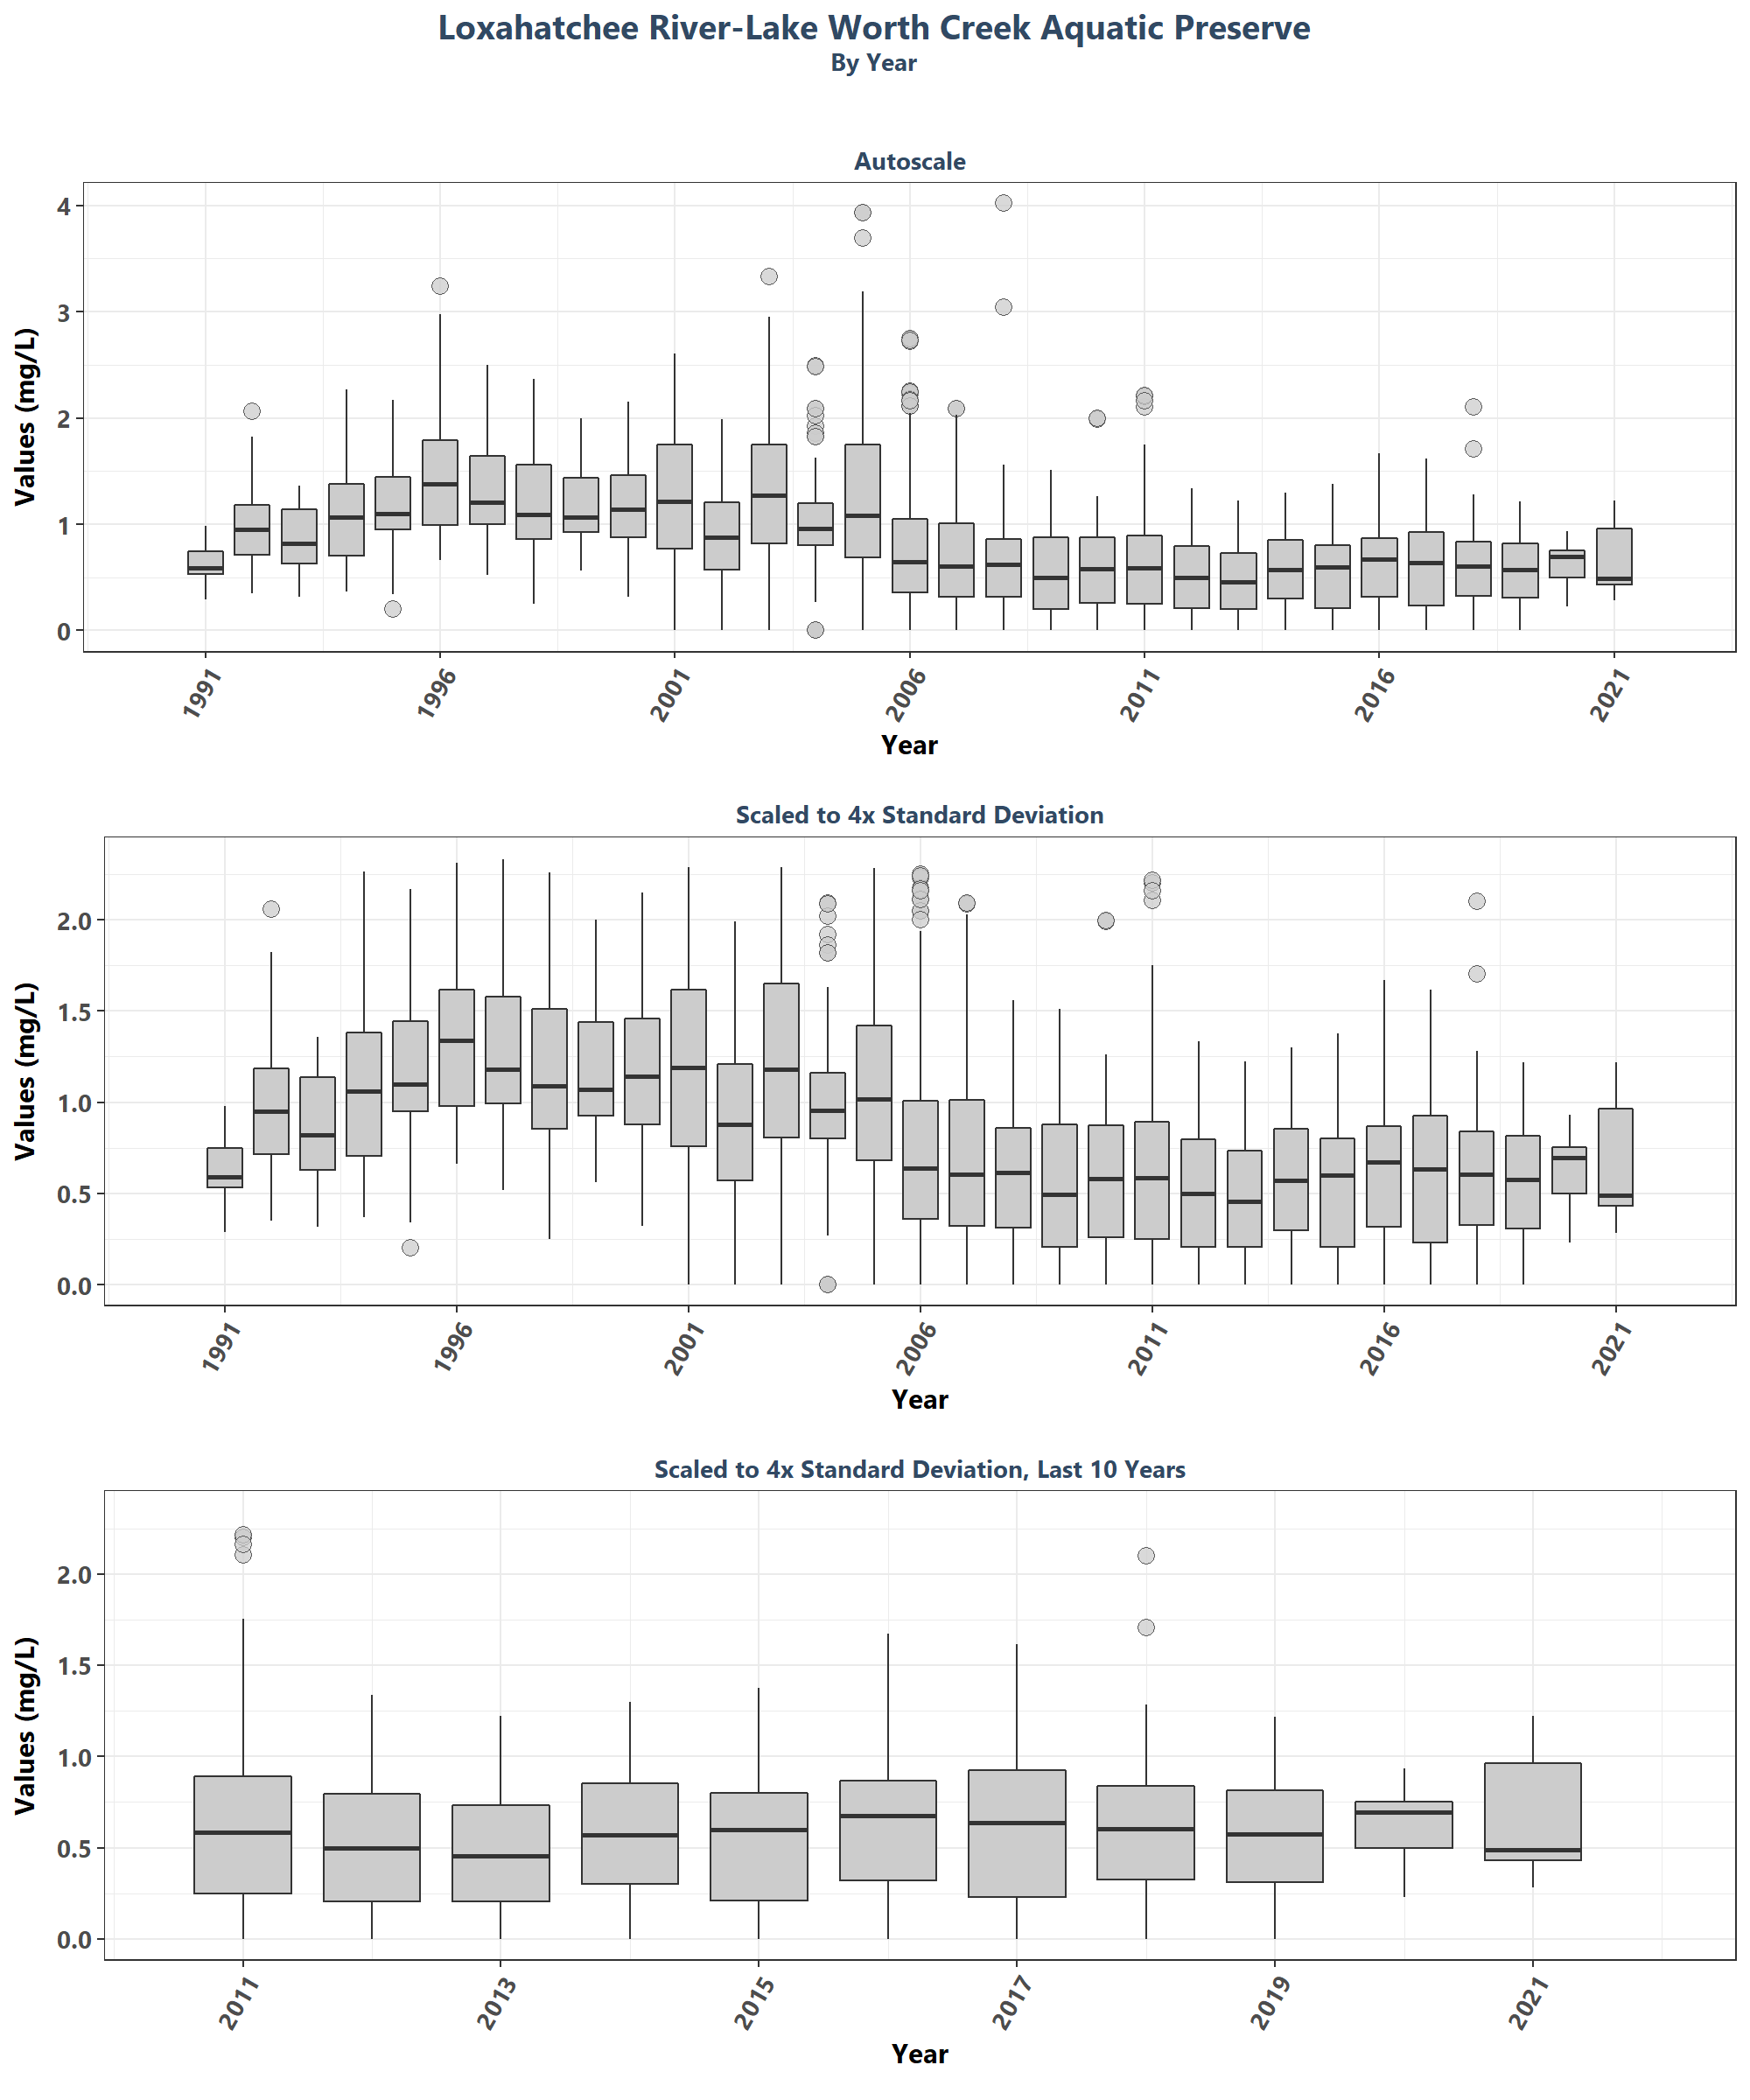 Loxahatchee River-Lake Worth Creek Aquatic Preserve
By Year
Autoscale
Values (mg/L)
4
3
2
1
0
1991 1996 2001 2006 2011 2016 2021
Year
Scaled to 4x Standard Deviation
Values (mg/L)
2.0
1.5
1.0
0.5
0.0
1991 1996 2001 2006 2011 2016 2021
Year
Scaled to 4x Standard Deviation, Last 10 Years
Values (mg/L)
2.0
1.5
1.0
0.5
0.0
2011 2013 2015 2017 2019 2021
Year